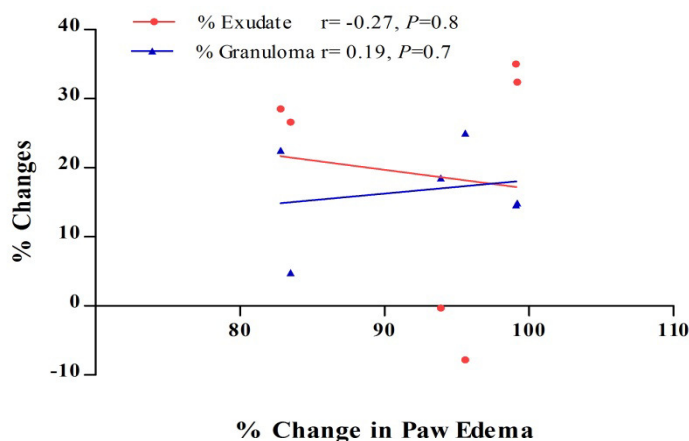 % Exudate r= -0.27, P=0.8
% Granuloma r= 0.19, P=0.7
% Changes
40
30
20
10
0
-10
80 90 100 110
% Change in Paw Edema